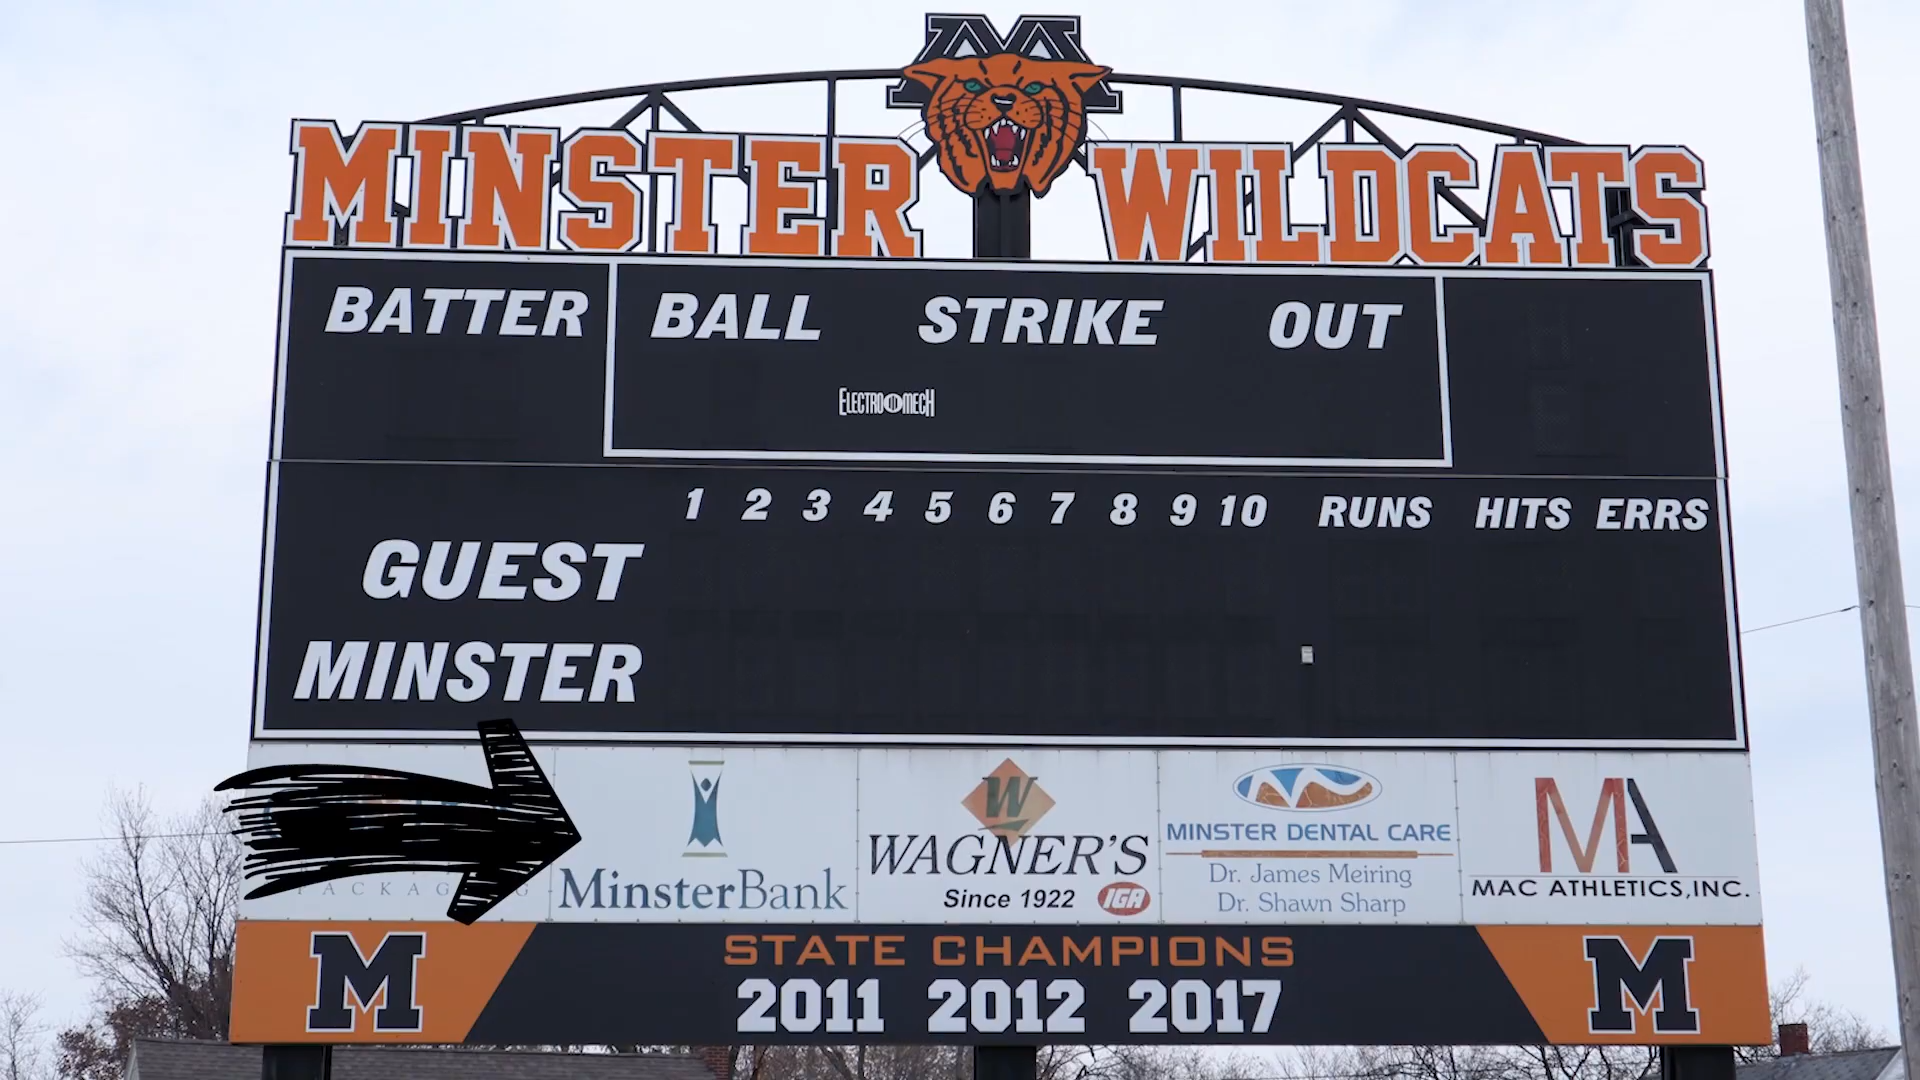 M
MINSTER WILDCATS
BATTER BALL STRIKE OUT
ELECTRO MECH
1 2 3 4 5 6 7 8 9 10 RUNS HITS ERRS
GUEST
MINSTER
PACKAGING
MinsterBank
W
WAGNER'S
Since 1922 IGA
MINSTER DENTAL CARE
Dr. James Meiring
Dr. Shawn Sharp
MA
MAC ATHLETICS, INC.
M STATE CHAMPIONS M
2011 2012 2017